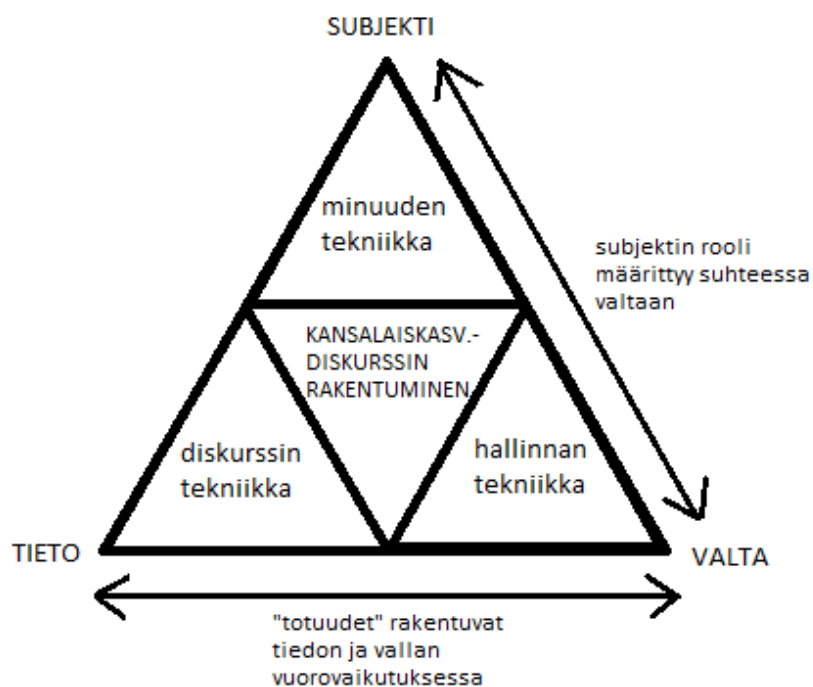 SUBJEKTI
minuuden
tekniikka
subjektin rooli
määrittyy suhteessa
valtaan
KANSALAISKASV.-
DISKURSSIN
RAKENTUMINEN
diskurssin
tekniikka
hallinnan
tekniikka
TIETO
VALTA
"totuudet" rakentuvat
tiedon ja vallan
vuorovaikutuksessa